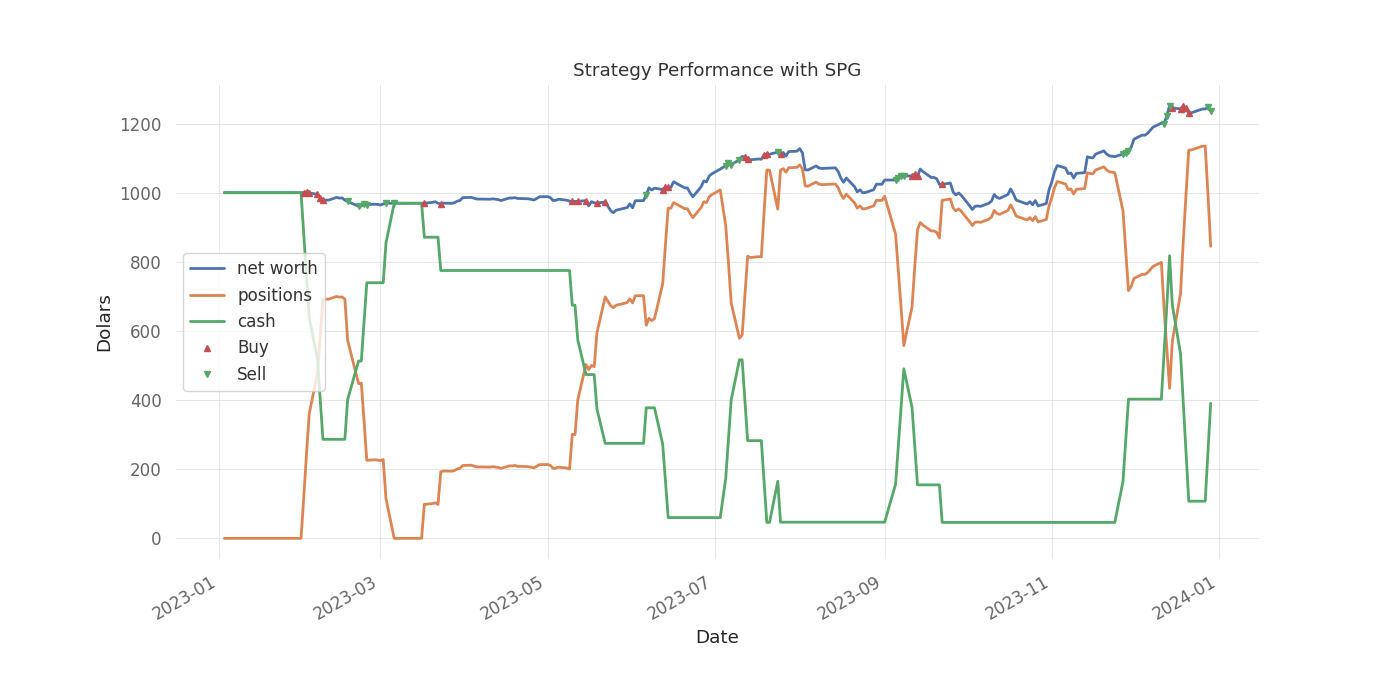 Strategy Performance with SPG
Dolars
1200
1000
800
600
400
200
0
net worth
positions
cash
Buy
Sell
2023-01
2023-03
2023-05
2023-07
2023-09
2023-11
2024-01
Date